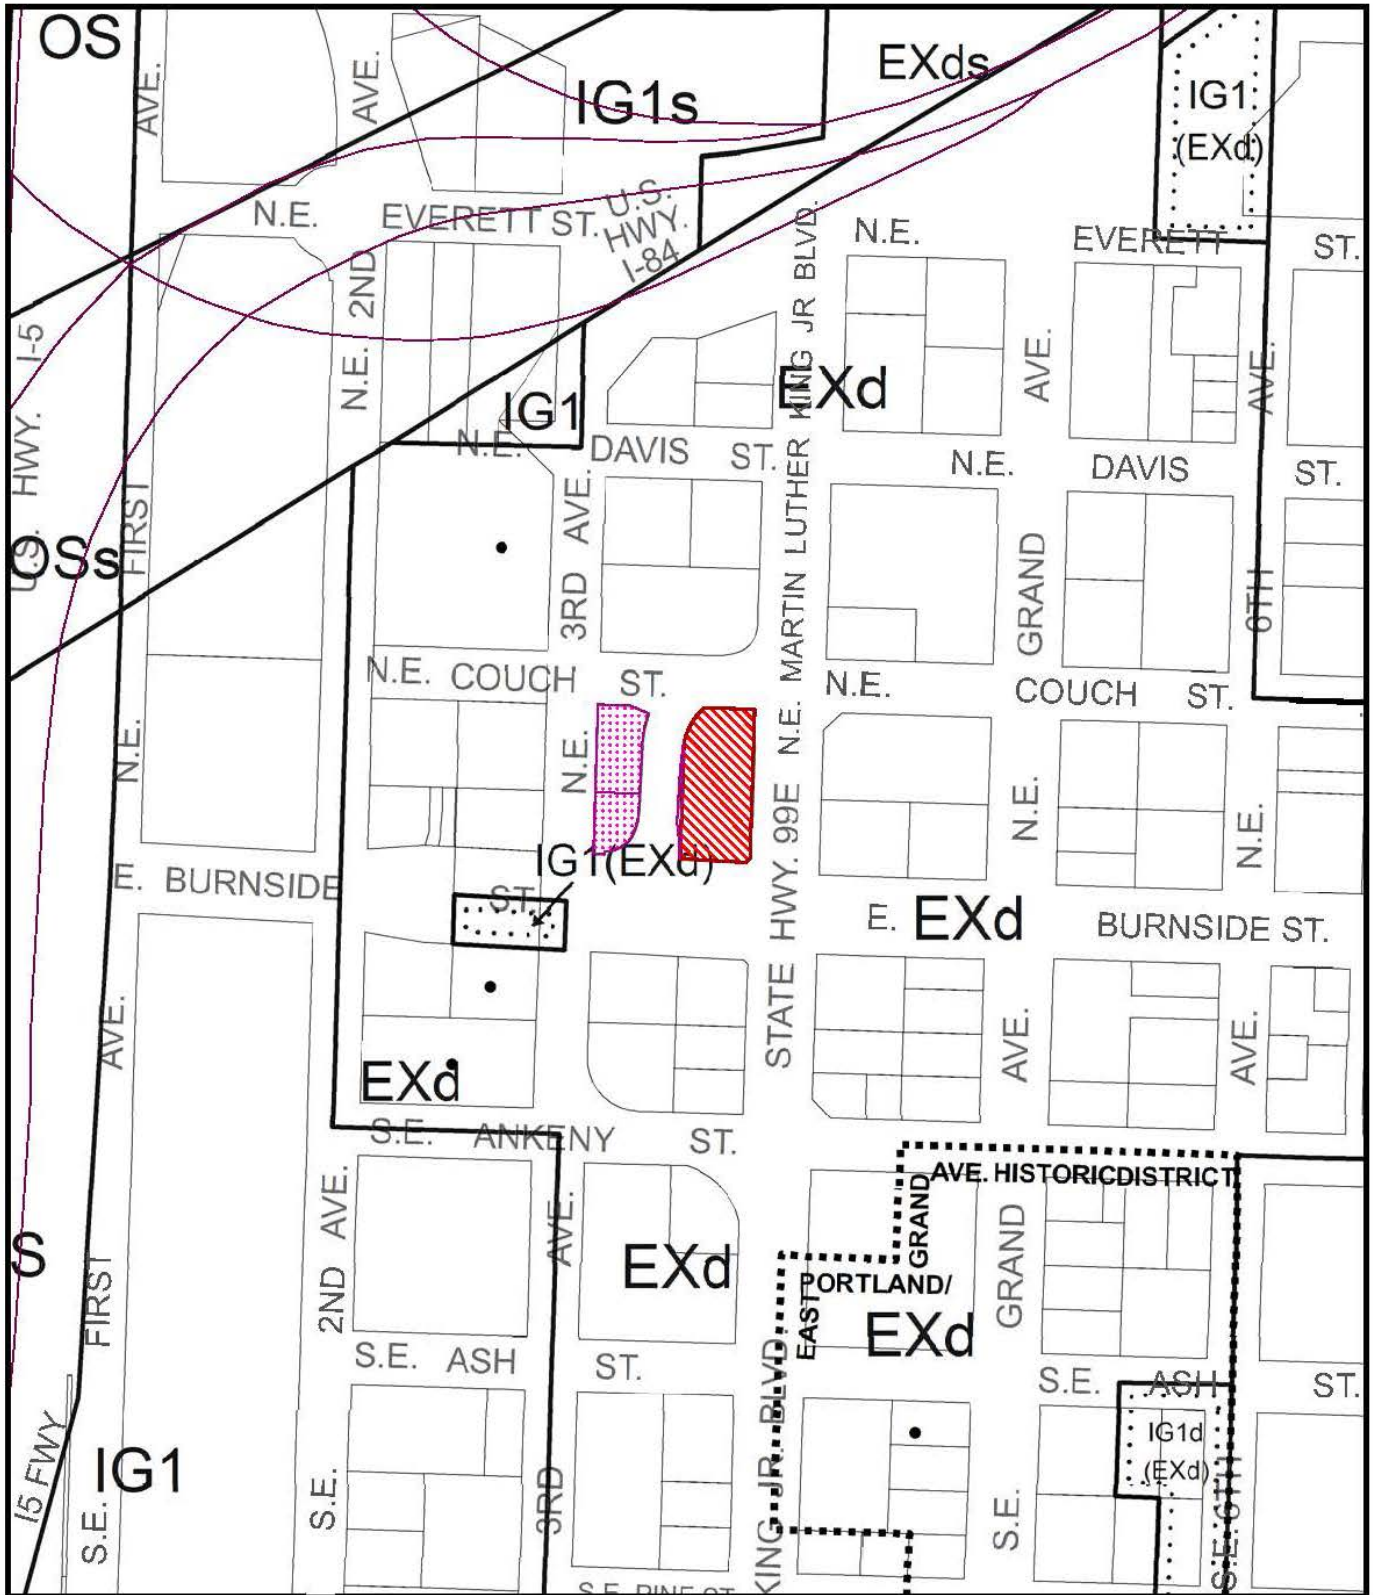 OS
AVE.
AVE.
IG1s
EXds
IG1
(EXd)
N.E.
EVERETT ST.
U.S.
HWY.
I-84
N.E.
EVERETT
ST.
U.S. HWY. I-5
N.E. 2ND
N.E. MARTIN LUTHER KING JR BLVD.
AVE.
AVE.
EXd
IG1
N.E.
DAVIS
ST.
N.E.
DAVIS
ST.
OSs
FIRST
3RD AVE.
GRAND
6TH
N.E. COUCH
ST.
N.E.
COUCH
ST.
N.E.
N.E.
STATE HWY. 99E
N.E.
N.E.
IG1(EXd)
E. BURNSIDE
ST.
E.
EXd
BURNSIDE ST.
AVE.
AVE.
AVE.
EXd
S.E.
ANKENY
ST.
AVE. HISTORICDISTRICT
GRAND
2ND AVE.
AVE.
S
FIRST
EXd
PORTLAND/
EAST
EXd
GRAND
S.E.
ASH
ST.
S.E.
ASH
ST.
KING JR. BLVD.
IG1d
(EXd)
I5 FWY
IG1
S.E.
S.E.
3RD
S.E.
S.E. 6TH
S.E. PINE ST.